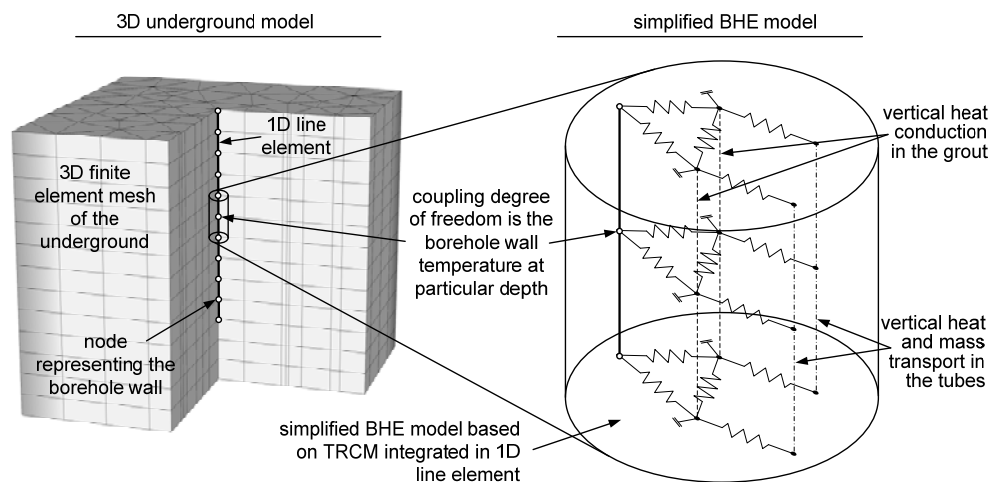 3D underground model
simplified BHE model
1D line
element
3D finite
element mesh
of the
underground
coupling degree
of freedom is the
borehole wall
temperature at
particular depth
vertical heat
conduction
in the grout
node
representing the
borehole wall
vertical heat
and mass
transport in
the tubes
simplified BHE model based
on TRCM integrated in 1D
line element